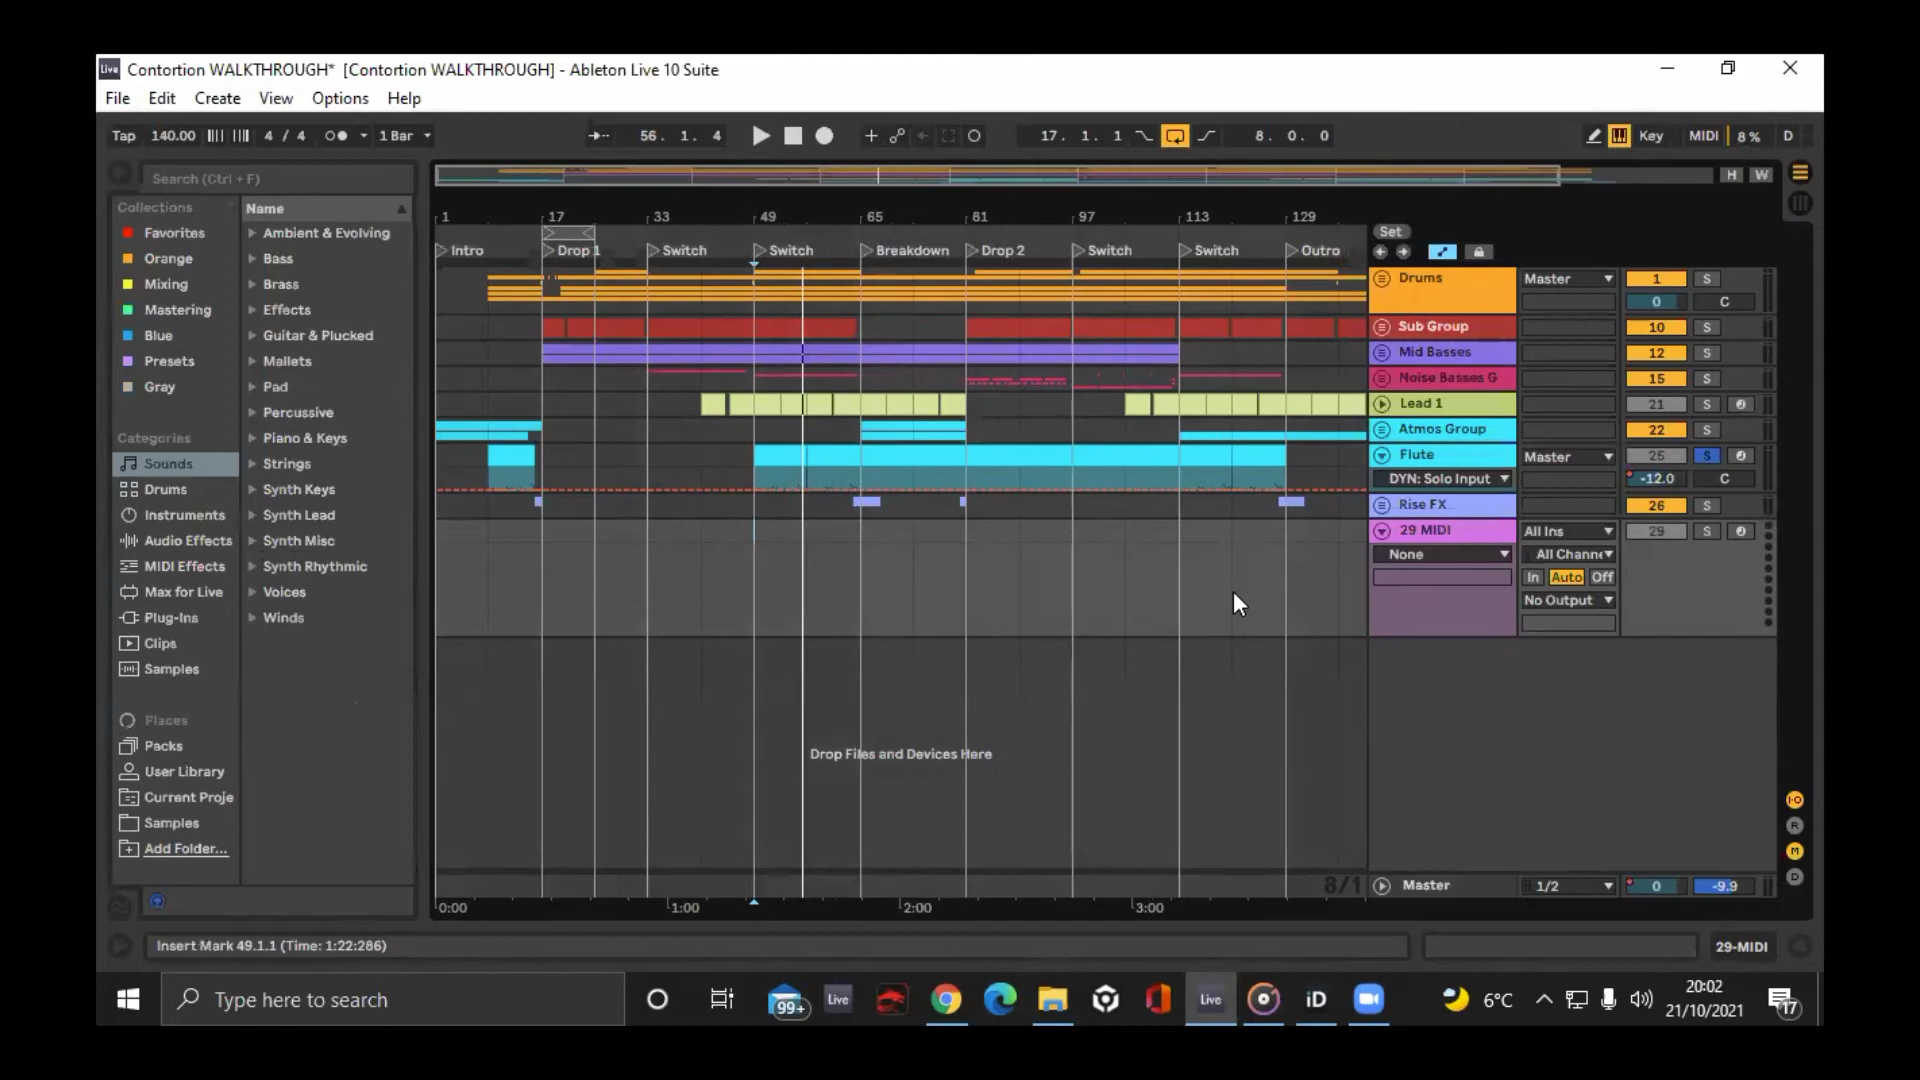 Live Contortion WALKTHROUGH* [Contortion WALKTHROUGH] - Ableton Live 10 Suite
File Edit Create View Options Help
Tap 140.00 4 / 4 1 Bar 56. 1. 4 17. 1. 1 8. 0. 0 Key MIDI 8 % D
Search (Ctrl + F)
H W
Collections
Favorites
Orange
Mixing
Mastering
Blue
Presets
Gray
Categories
Sounds
Drums
Instruments
Audio Effects
MIDI Effects
Max for Live
Plug-Ins
Clips
Samples
Places
Packs
User Library
Current Proje
Samples
Add Folder...
Name
Ambient & Evolving
Bass
Brass
Effects
Guitar & Plucked
Mallets
Pad
Percussive
Piano & Keys
Strings
Synth Keys
Synth Lead
Synth Misc
Synth Rhythmic
Voices
Winds
1 17 33 49 65 81 97 113 129
Intro Drop 1 Switch Switch Breakdown Drop 2 Switch Switch Outro
Set
Drums Master 1 S
0 C
Sub Group 10 S
Mid Basses 12 S
Noise Basses G 15 S
Lead 1 21 S
Atmos Group 22 S
Flute Master 25 S
DYN: Solo Input -12.0 C
Rise FX 26 S
29 MIDI All Ins 29 S
None All Channe
In Auto Off
No Output
Drop Files and Devices Here
8/1
Master 1/2 0 -9.9
I-O
R
M
D
0:00 1:00 2:00 3:00
Insert Mark 49.1.1 (Time: 1:22:286)
29-MIDI
Type here to search
99+ Live Live iD
6°C
20:02
21/10/2021
17